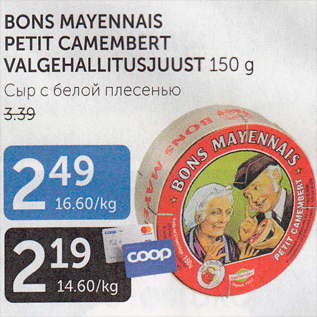 BONS MAYENNAIS
PETIT CAMEMBERT
VALGEHALLITUSJUUST 150 g
Сыр с белой плесенью
3.39
2 49
16.60/kg
2 19
14.60/kg
coop
BONS MAYENNAIS
PETIT CAMEMBERT
BONS